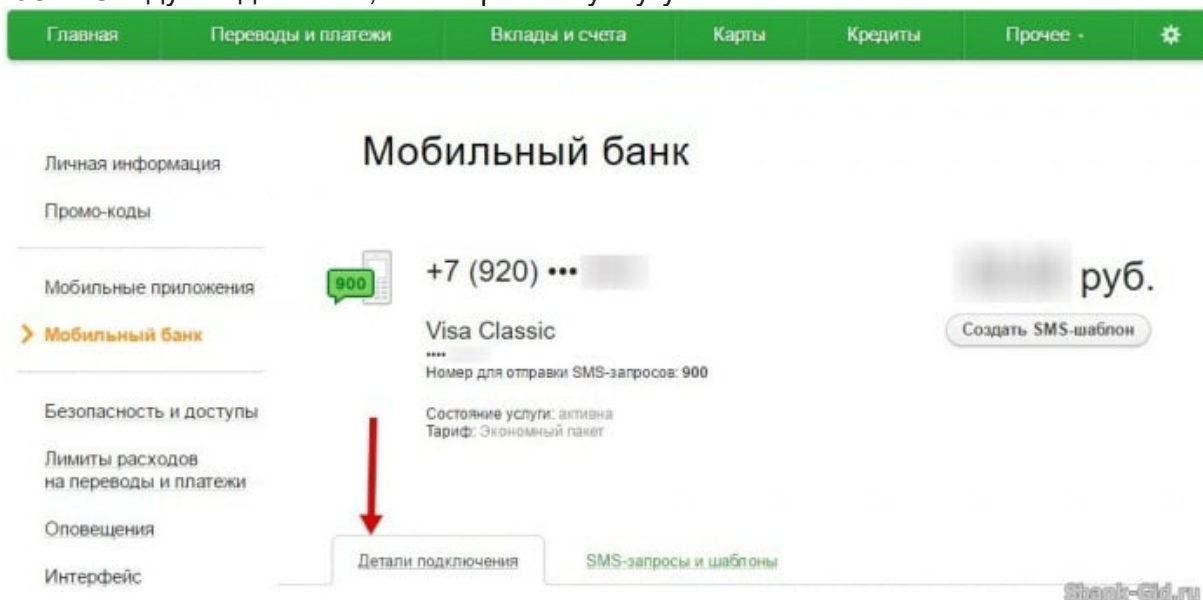 Главная Переводы и платежи Вклады и счета Карты Кредиты Прочее
Мобильный банк
Личная информация
Промо-коды
Мобильные приложения
Мобильный банк
Безопасность и доступы
Лимиты расходов
на переводы и платежи
Оповещения
Интерфейс
900
+7 (920) •••
руб.
Visa Classic
••••
Номер для отправки SMS-запросов: 900
Создать SMS-шаблон
Состояние услуги: активна
Тариф: Экономный пакет
Детали подключения SMS-запросы и шаблоны
Sbank-Gid.ru